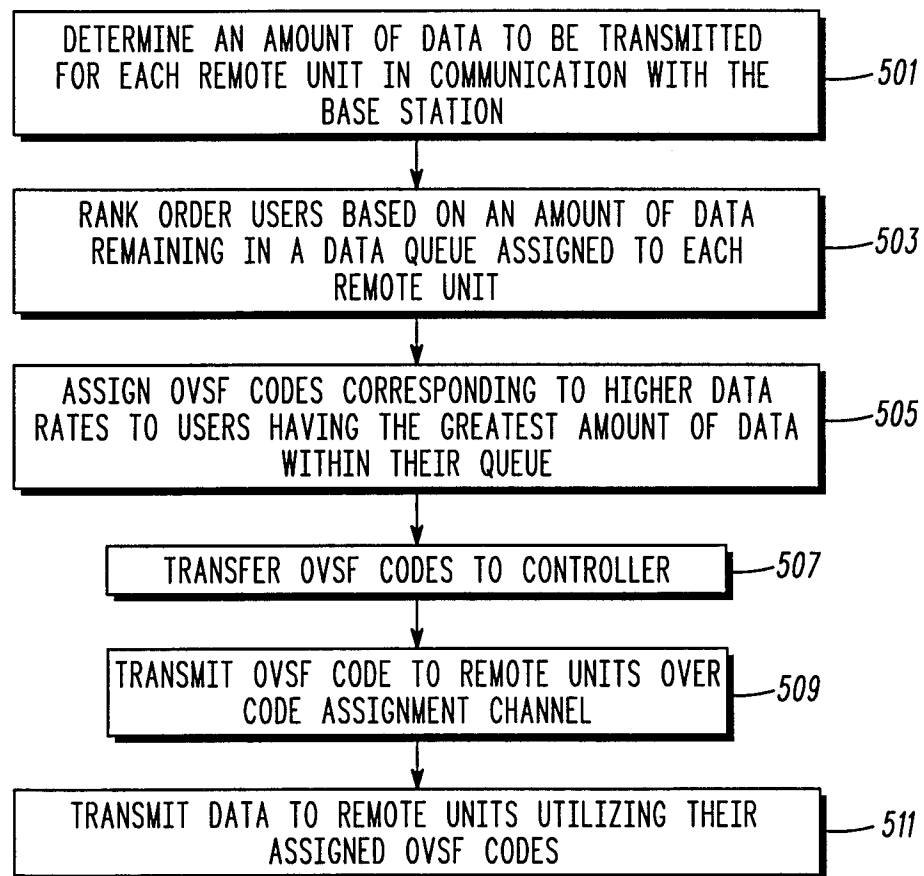 DETERMINE AN AMOUNT OF DATA TO BE TRANSMITTED
FOR EACH REMOTE UNIT IN COMMUNICATION WITH THE
BASE STATION
501
RANK ORDER USERS BASED ON AN AMOUNT OF DATA
REMAINING IN A DATA QUEUE ASSIGNED TO EACH
REMOTE UNIT
503
ASSIGN OVSF CODES CORRESPONDING TO HIGHER DATA
RATES TO USERS HAVING THE GREATEST AMOUNT OF DATA
WITHIN THEIR QUEUE
505
TRANSFER OVSF CODES TO CONTROLLER
507
TRANSMIT OVSF CODE TO REMOTE UNITS OVER
CODE ASSIGNMENT CHANNEL
509
TRANSMIT DATA TO REMOTE UNITS UTILIZING THEIR
ASSIGNED OVSF CODES
511